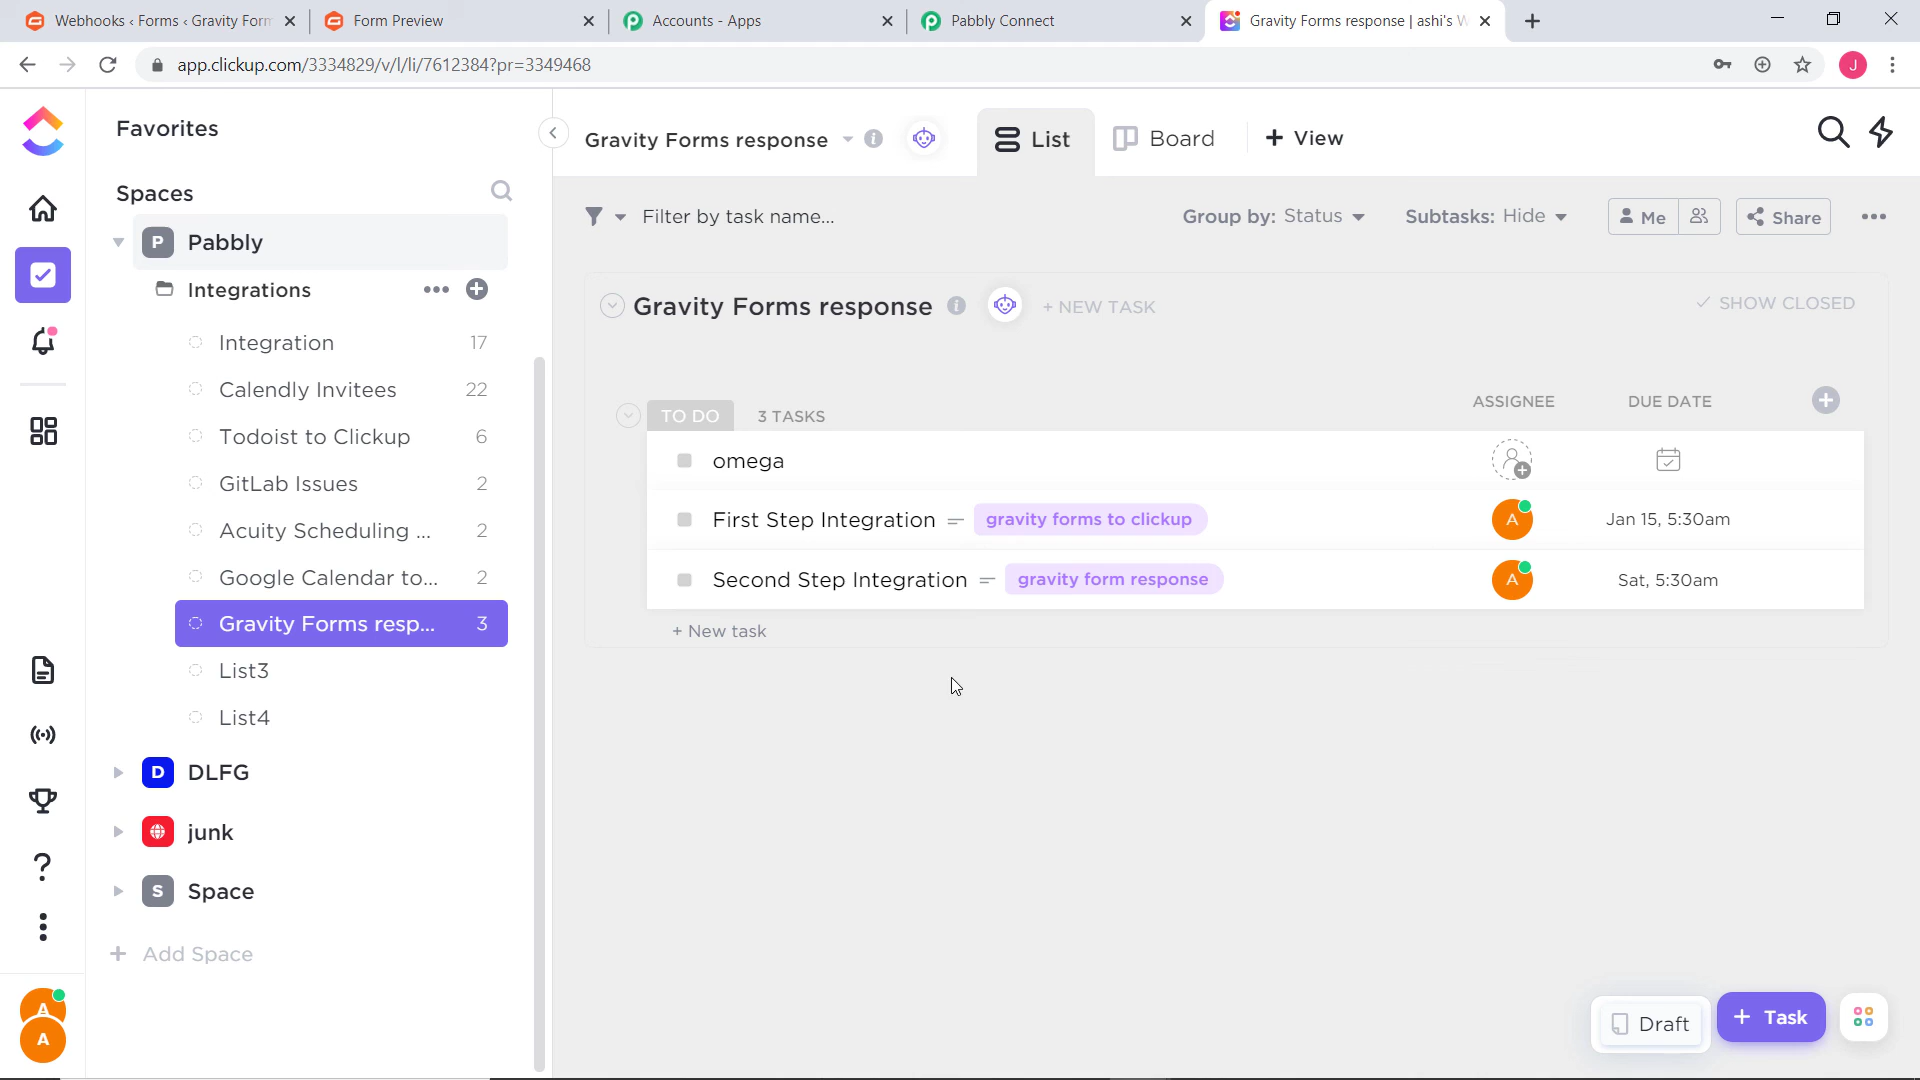 Webhooks ‹ Forms ‹ Gravity Form
Form Preview
Accounts - Apps
Pabbly Connect
Gravity Forms response | ashi's W
app.clickup.com/3334829/v/l/li/7612384?pr=3349468
J
Favorites
Spaces
P Pabbly
Integrations
Integration 17
Calendly Invitees 22
Todoist to Clickup 6
GitLab Issues 2
Acuity Scheduling ... 2
Google Calendar to... 2
Gravity Forms resp... 3
List3
List4
D DLFG
junk
S Space
+ Add Space
A
A
Gravity Forms response
List
Board
+ View
Filter by task name...
Group by: Status
Subtasks: Hide
Me
Share
Gravity Forms response
+ NEW TASK
SHOW CLOSED
TO DO
3 TASKS
ASSIGNEE
DUE DATE
omega
First Step Integration gravity forms to clickup A Jan 15, 5:30am
Second Step Integration gravity form response A Sat, 5:30am
+ New task
Draft
+ Task